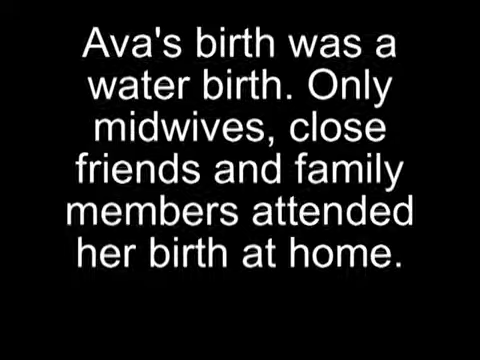 Ava's birth was a
water birth. Only
midwives, close
friends and family
members attended
her birth at home.